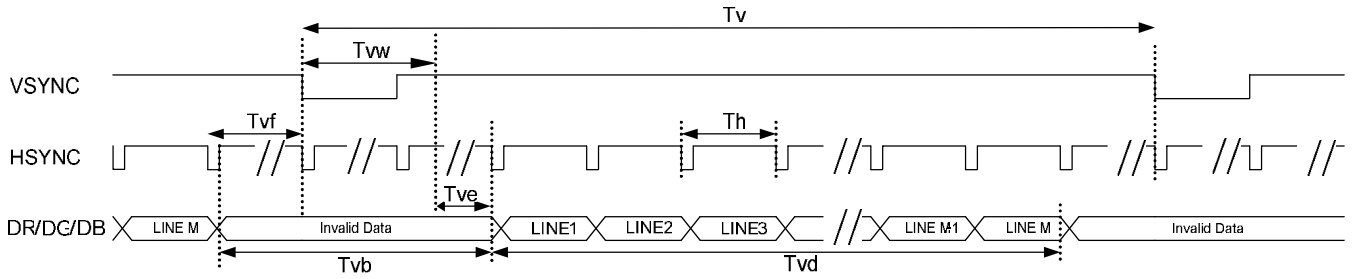 Tv
Tvw
VSYNC
Tvf
Th
HSYNC
Tve
DR/DG/DB
LINE M
Invalid Data
LINE1
LINE2
LINE3
LINE M-1
LINE M
Invalid Data
Tvb
Tvd